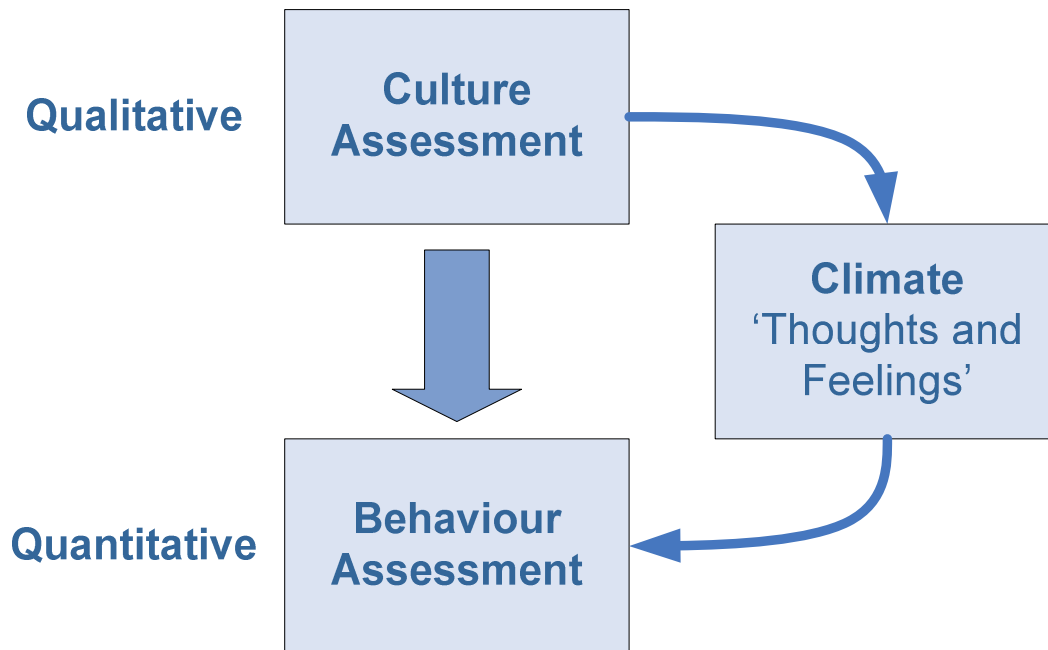 Qualitative
Culture
Assessment
Climate
‘Thoughts and
Feelings’
Quantitative
Behaviour
Assessment